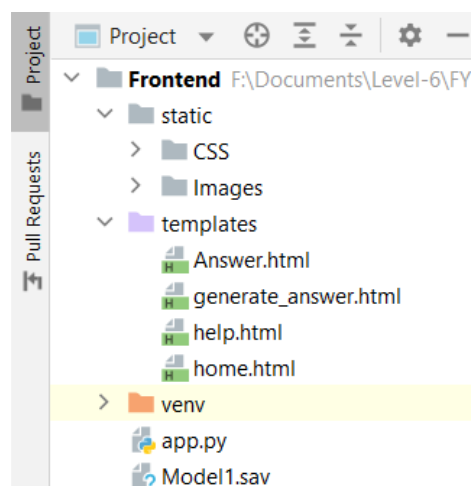 Project
Pull Requests
Project
Frontend F:\Documents\Level-6\FY
static
CSS
Images
templates
Answer.html
generate_answer.html
help.html
home.html
venv
app.py
Model1.sav